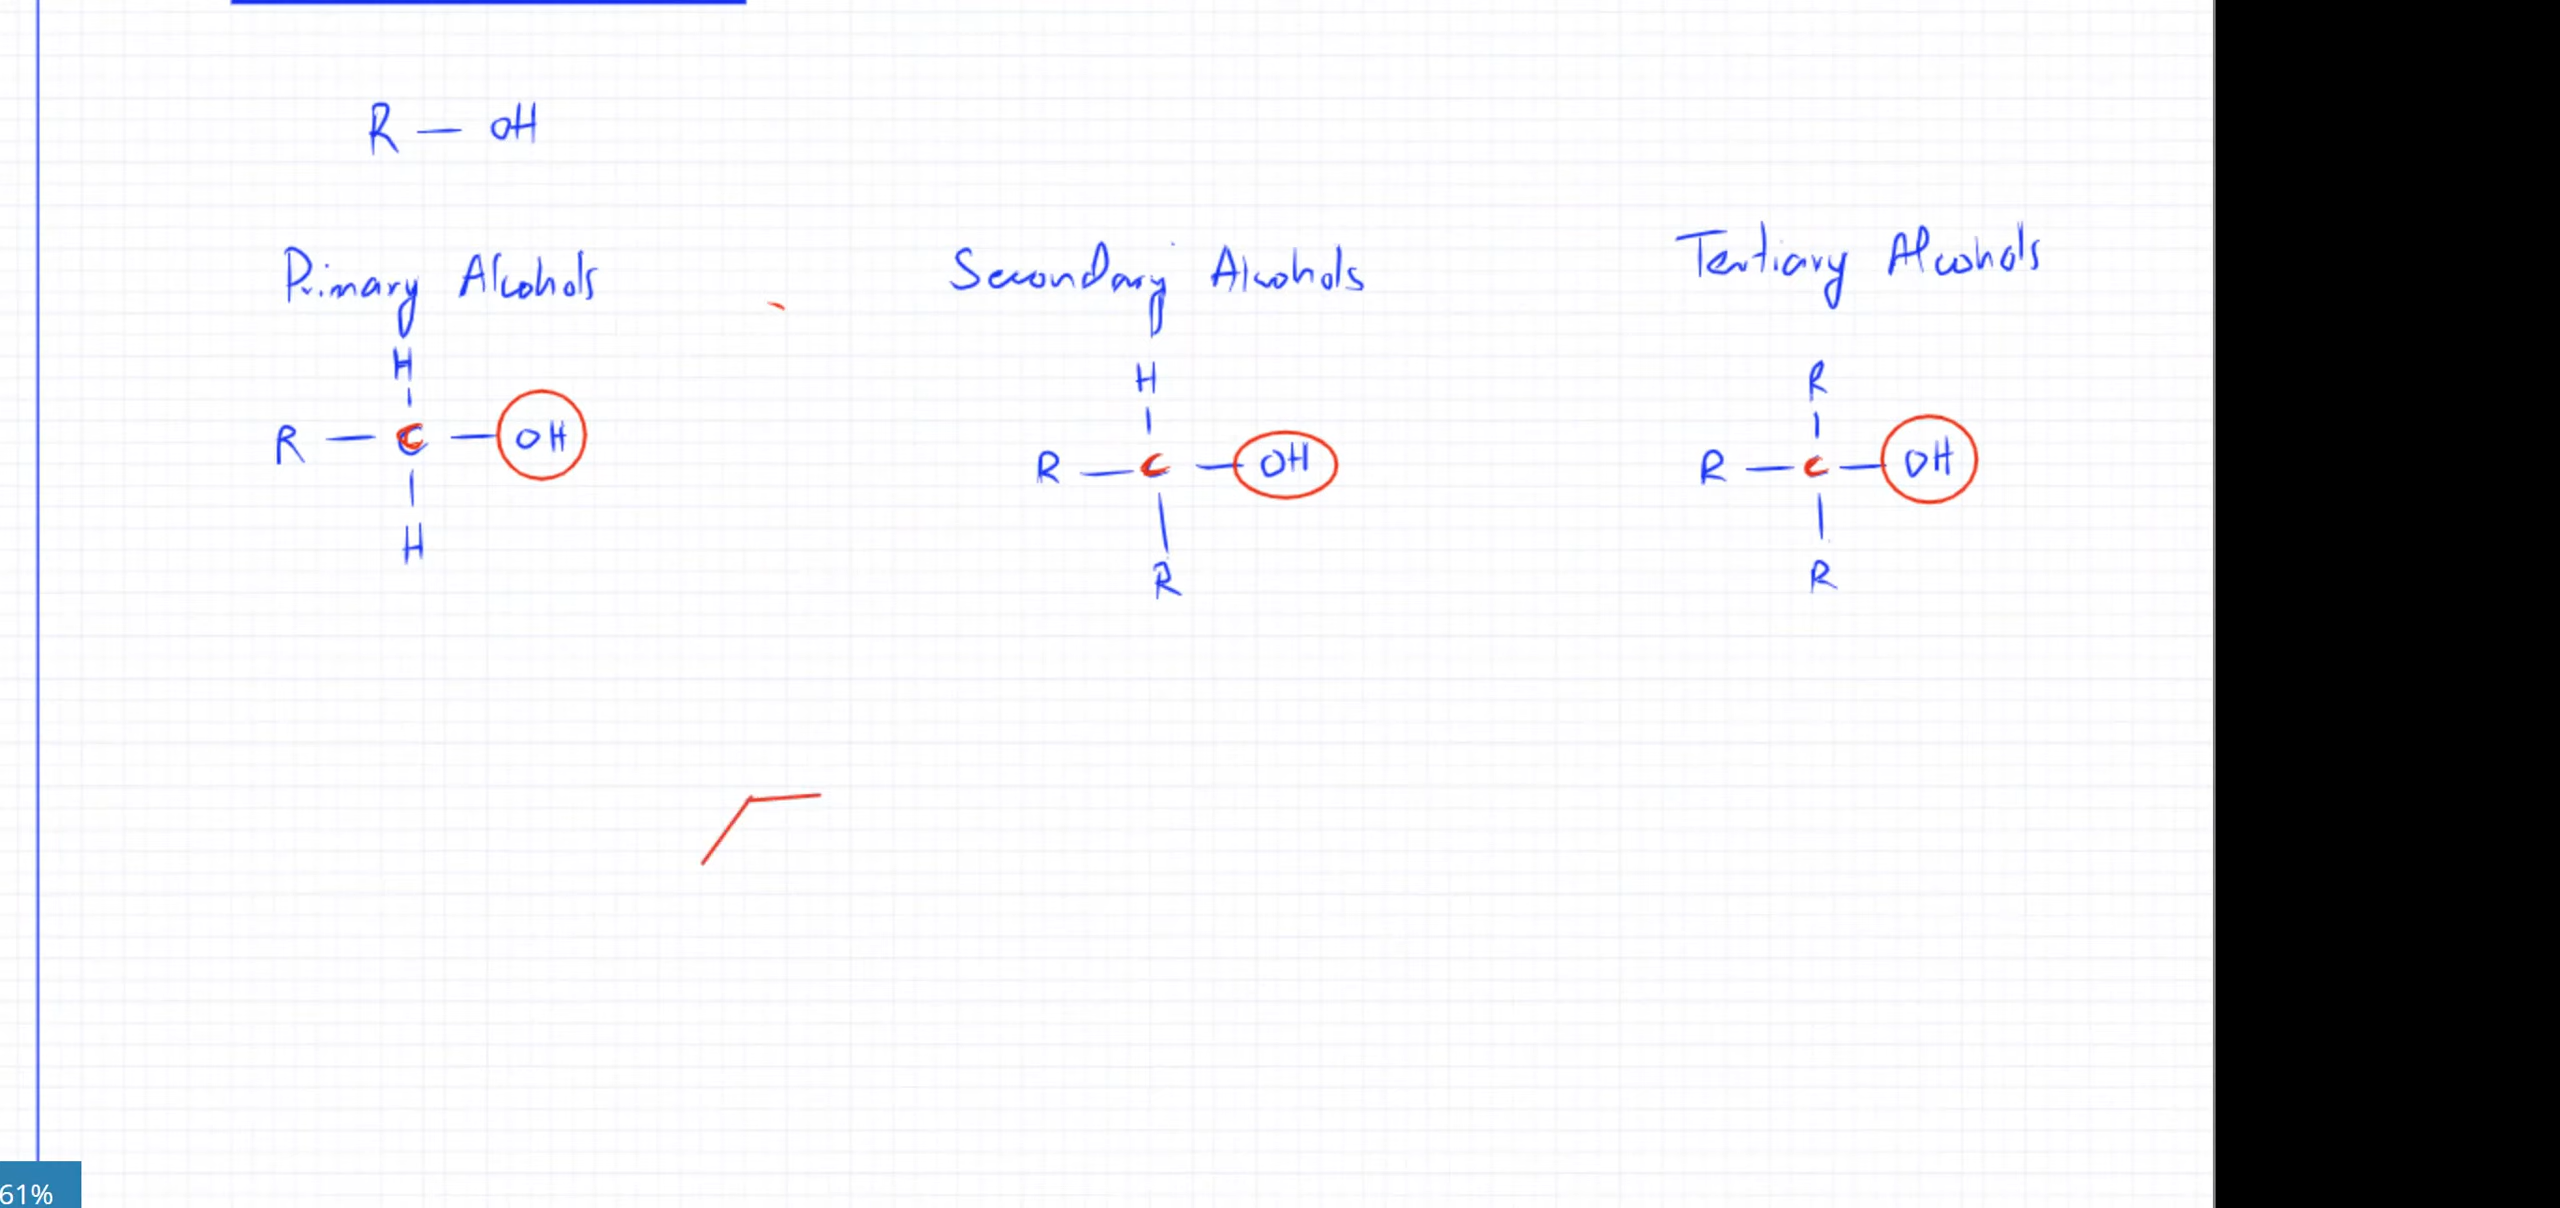 R — OH
Primary Alcohols
Secondary Alcohols
Tertiary Alcohols
H
R — C — OH
H
H
R — C — OH
R
R
R — C — OH
R
61%